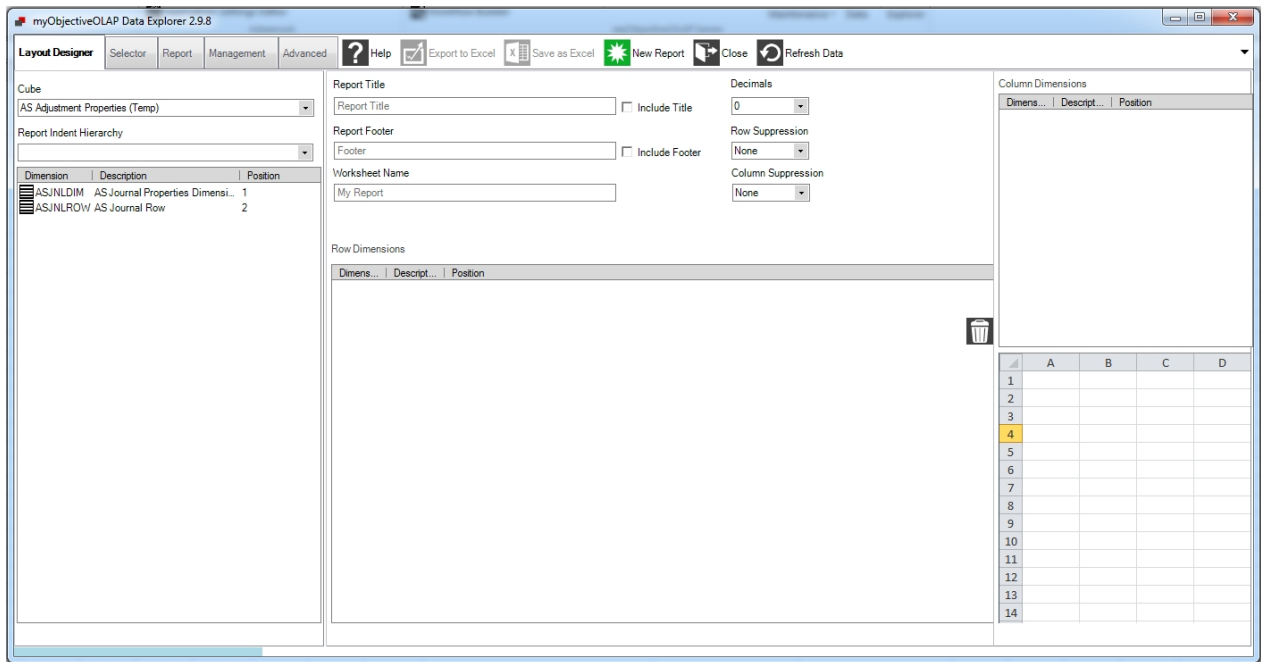 myObjectiveOLAP Data Explorer 2.9.8
Layout Designer Selector Report Management Advanced Help Export to Excel Save as Excel New Report Close Refresh Data
Cube
AS Adjustment Properties (Temp)
Report Indent Hierarchy
Dimension Description Position
ASJNLDIM AS Journal Properties Dimensi... 1
ASJNLROW AS Journal Row 2
Report Title
Report Title
Include Title
Report Footer
Footer
Include Footer
Worksheet Name
My Report
Decimals
0
Row Suppression
None
Column Suppression
None
Row Dimensions
Dimens... Descript... Position
Column Dimensions
Dimens... Descript... Position
A B C D
1
2
3
4
5
6
7
8
9
10
11
12
13
14